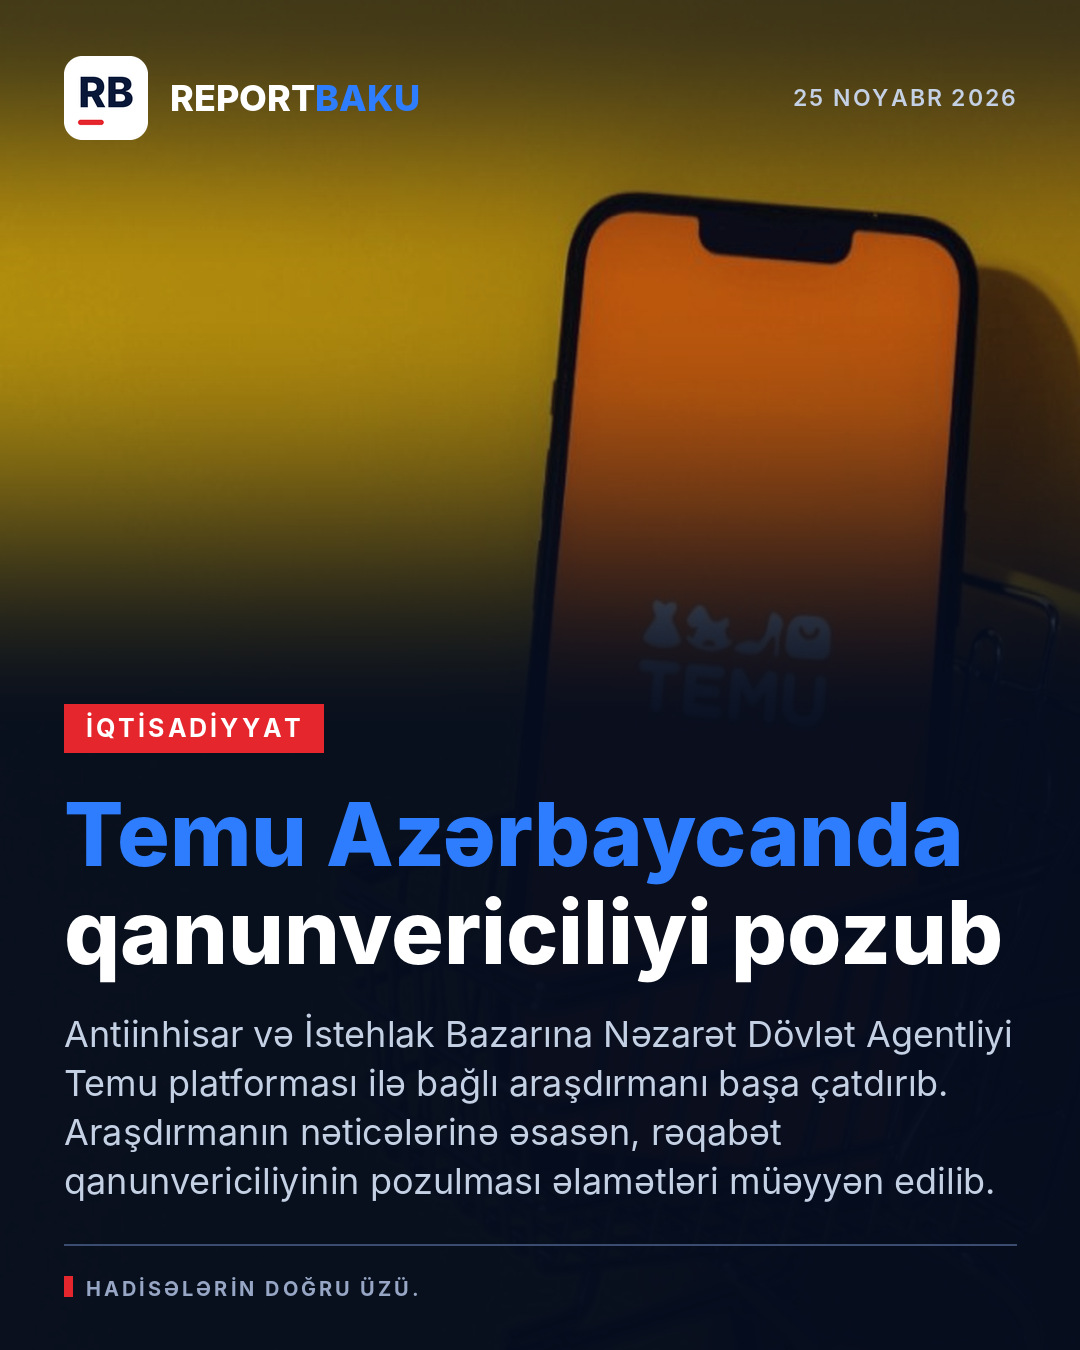 RB
REPORTBAKU
25 NOYABR 2026
TEMU
İQTİSADİYYAT
Temu Azərbaycanda
qanunvericiliyi pozub
Antiinhisar və İstehlak Bazarına Nəzarət Dövlət Agentliyi
Temu platforması ilə bağlı araşdırmanı başa çatdırıb.
Araşdırmanın nəticələrinə əsasən, rəqabət
qanunvericiliyinin pozulması əlamətləri müəyyən edilib.
HADİSƏLƏRİN DOĞRU ÜZÜ.